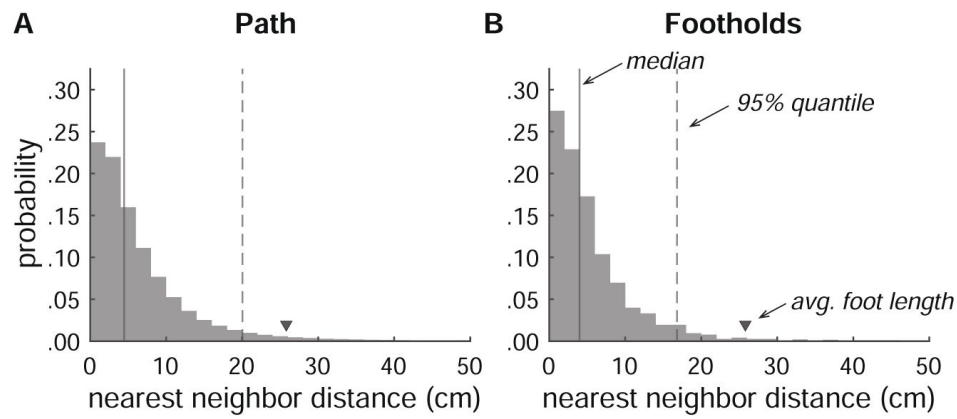 A Path
.30
.25
.20
.15
.10
.05
.00
probability
0 10 20 30 40 50
nearest neighbor distance (cm)
B Footholds
median
95% quantile
avg. foot length
.30
.25
.20
.15
.10
.05
.00
0 10 20 30 40 50
nearest neighbor distance (cm)